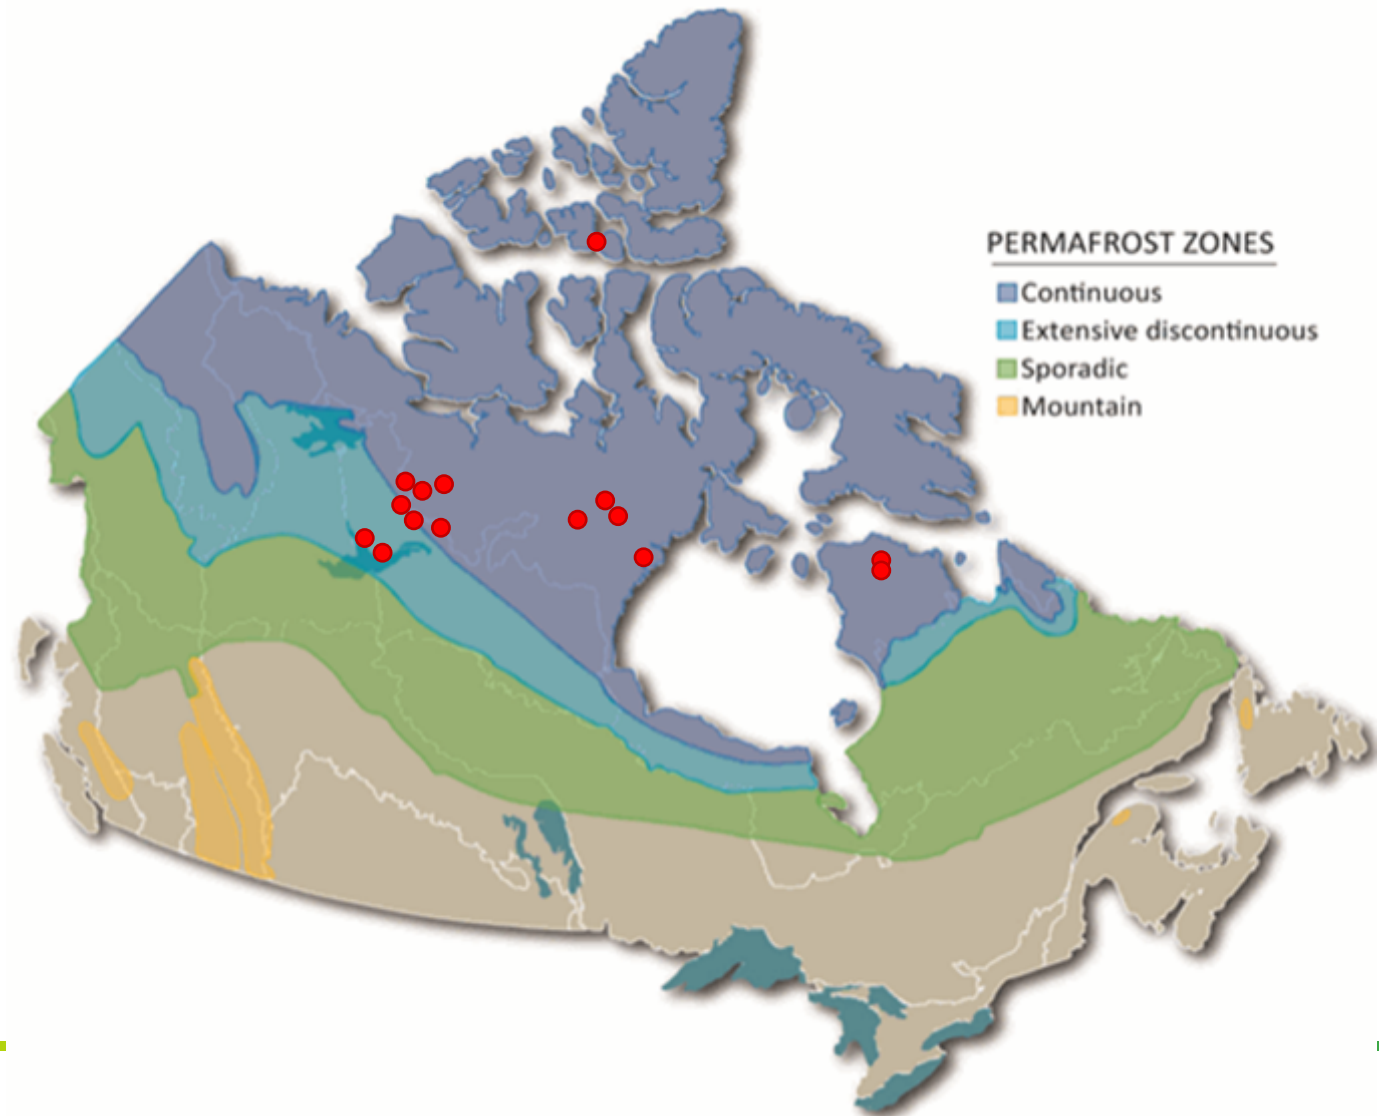 PERMAFROST ZONES
Continuous
Extensive discontinuous
Sporadic
Mountain